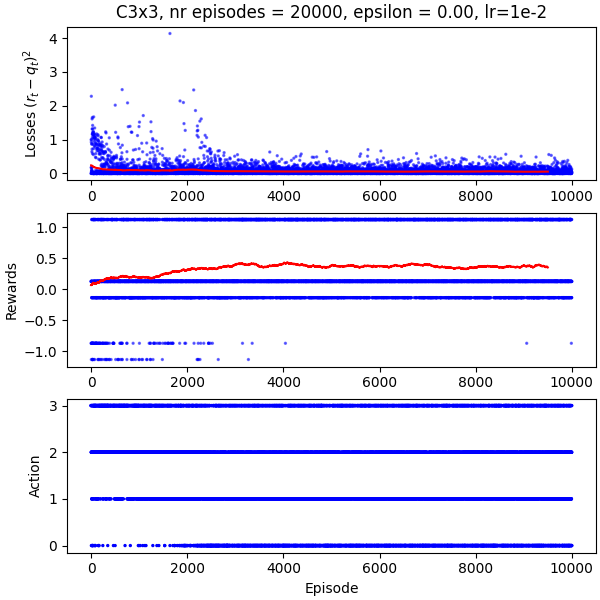 C3x3, nr episodes = 20000, epsilon = 0.00, lr=1e-2
Losses $(r_t - q_t)^2$
4
3
2
1
0
0 2000 4000 6000 8000 10000
Rewards
1.0
0.5
0.0
−0.5
−1.0
0 2000 4000 6000 8000 10000
Action
3
2
1
0
0 2000 4000 6000 8000 10000
Episode